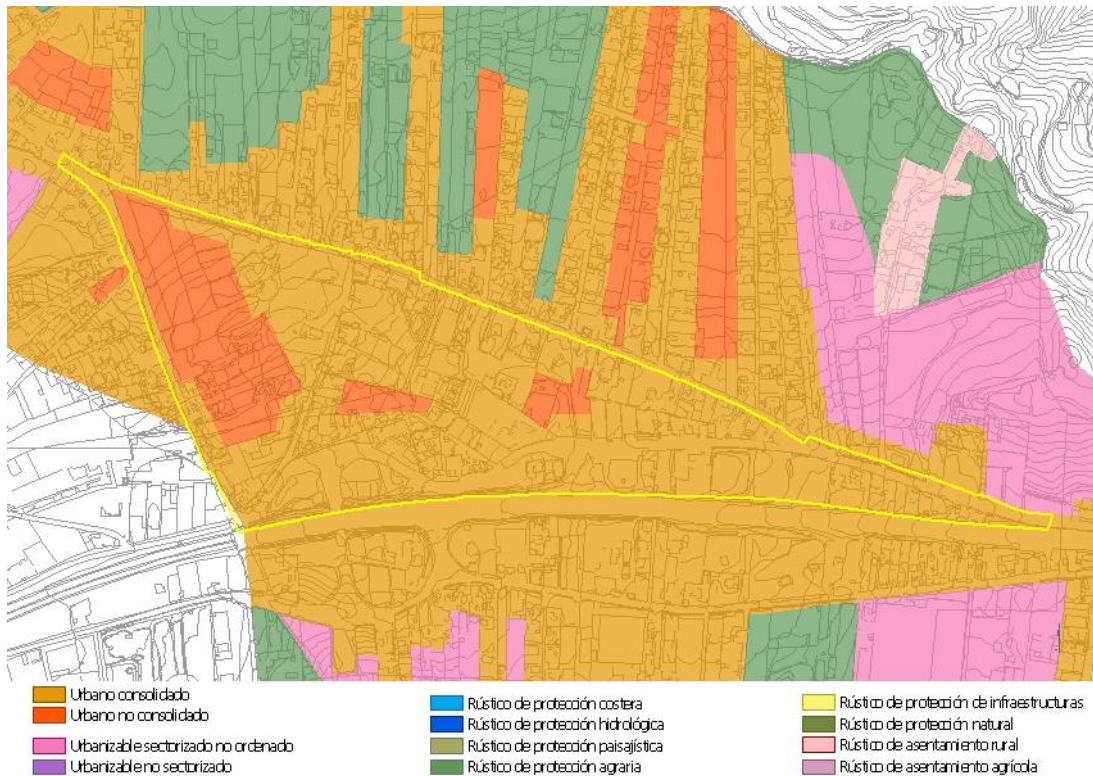 Urbano consolidado
Urbano no consolidado
Urbanizable sectorizado no ordenado
Urbanizable no sectorizado
Rústico de protección costera
Rústico de protección hidrológica
Rústico de protección paisajística
Rústico de protección agraria
Rústico de protección de infraestructuras
Rústico de protección natural
Rústico de asentamiento rural
Rústico de asentamiento agrícola